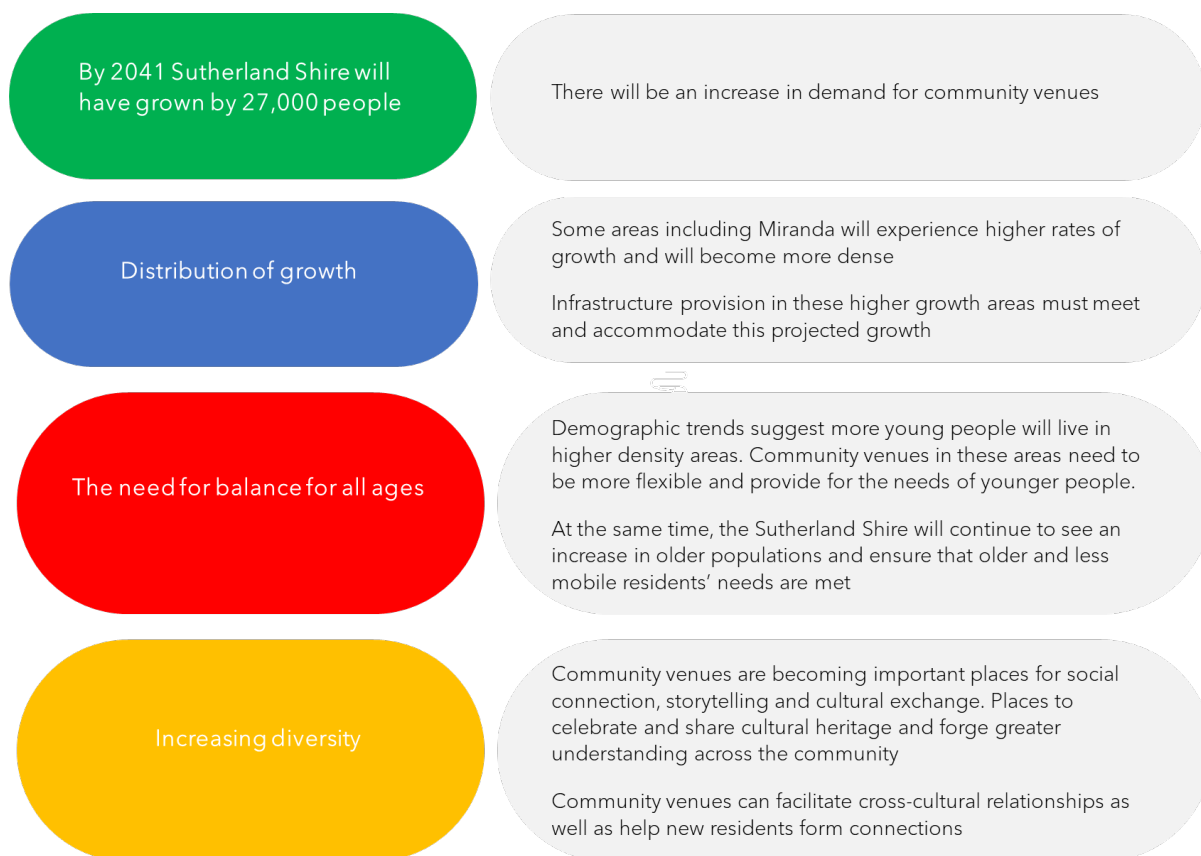 By 2041 Sutherland Shire will
have grown by 27,000 people
There will be an increase in demand for community venues
Distribution of growth
Some areas including Miranda will experience higher rates of
growth and will become more dense
Infrastructure provision in these higher growth areas must meet
and accommodate this projected growth
The need for balance for all ages
Demographic trends suggest more young people will live in
higher density areas. Community venues in these areas need to
be more flexible and provide for the needs of younger people.
At the same time, the Sutherland Shire will continue to see an
increase in older populations and ensure that older and less
mobile residents’ needs are met
Increasing diversity
Community venues are becoming important places for social
connection, storytelling and cultural exchange. Places to
celebrate and share cultural heritage and forge greater
understanding across the community
Community venues can facilitate cross-cultural relationships as
well as help new residents form connections